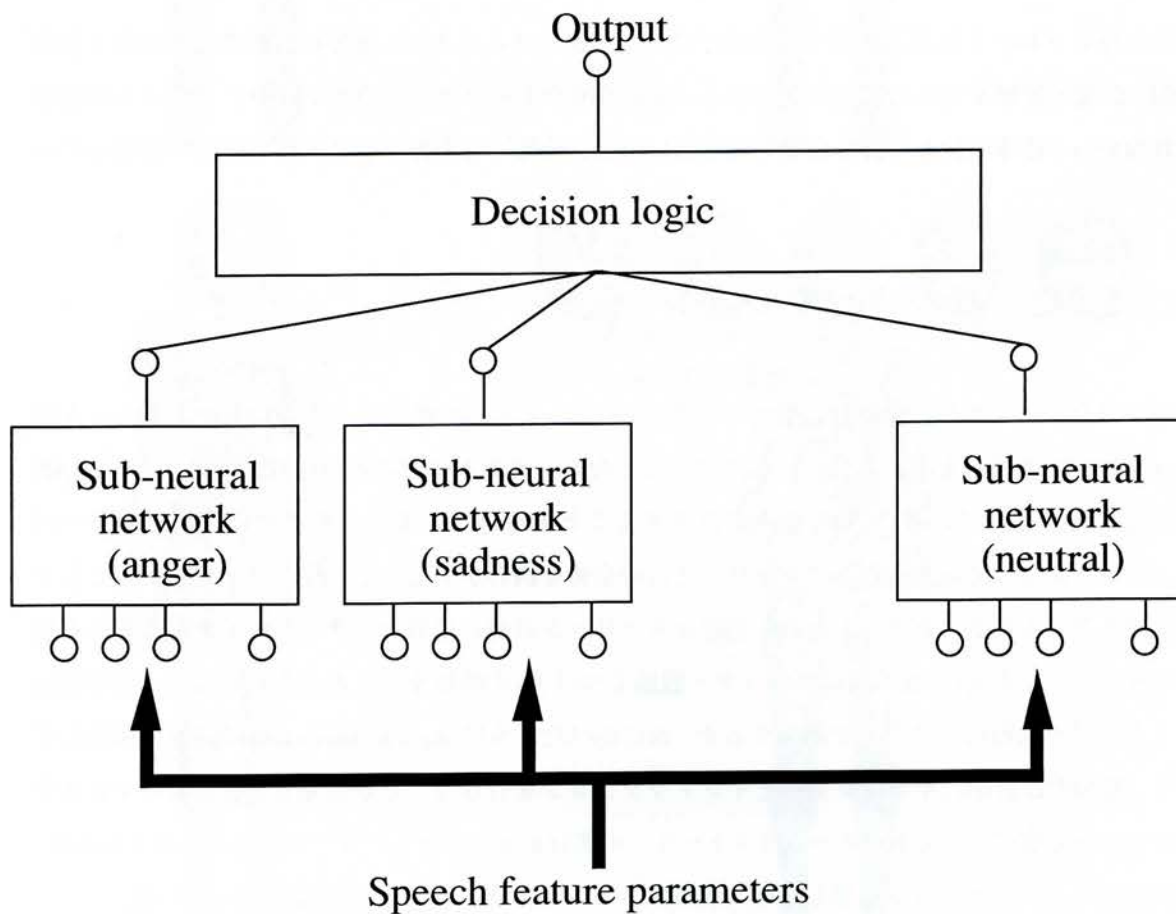 Output
Decision logic
Sub-neural
network
(anger)
Sub-neural
network
(sadness)
Sub-neural
network
(neutral)
Speech feature parameters